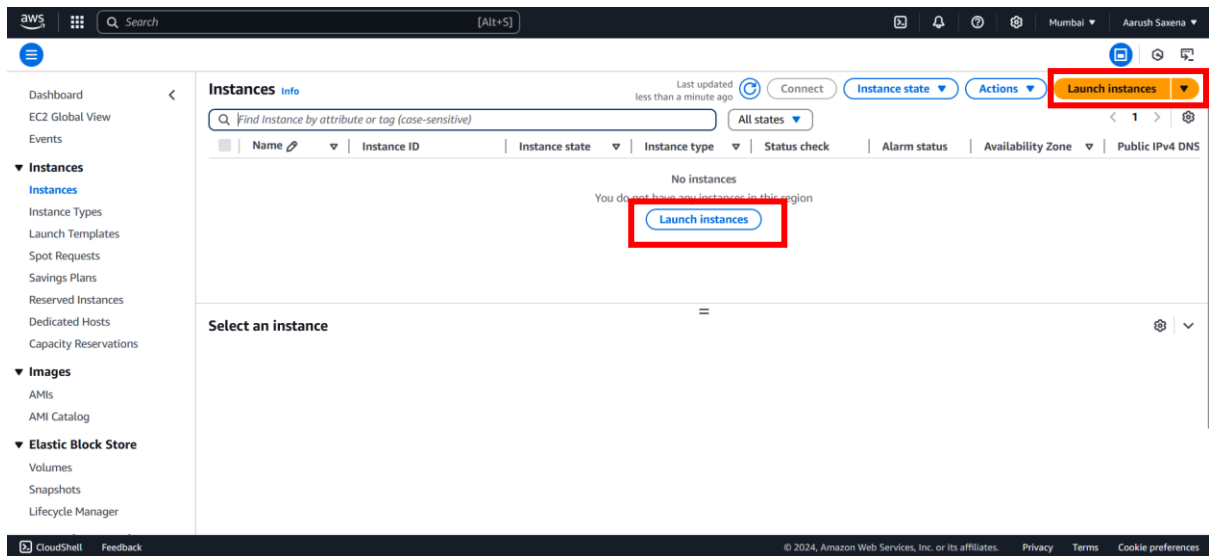 aws Search [Alt+S] Mumbai ▼ Aarush Saxena ▼
Instances Info Last updated less than a minute ago Connect Instance state ▼ Actions ▼ Launch instances ▼
Find Instance by attribute or tag (case-sensitive) All states ▼ < 1 >
Name Instance ID Instance state Instance type Status check Alarm status Availability Zone Public IPv4 DNS
No instances
You do not have any instances in this region
Launch instances
Select an instance
Dashboard
EC2 Global View
Events
▼ Instances
Instances
Instance Types
Launch Templates
Spot Requests
Savings Plans
Reserved Instances
Dedicated Hosts
Capacity Reservations
▼ Images
AMIs
AMI Catalog
▼ Elastic Block Store
Volumes
Snapshots
Lifecycle Manager
CloudShell Feedback © 2024, Amazon Web Services, Inc. or its affiliates. Privacy Terms Cookie preferences